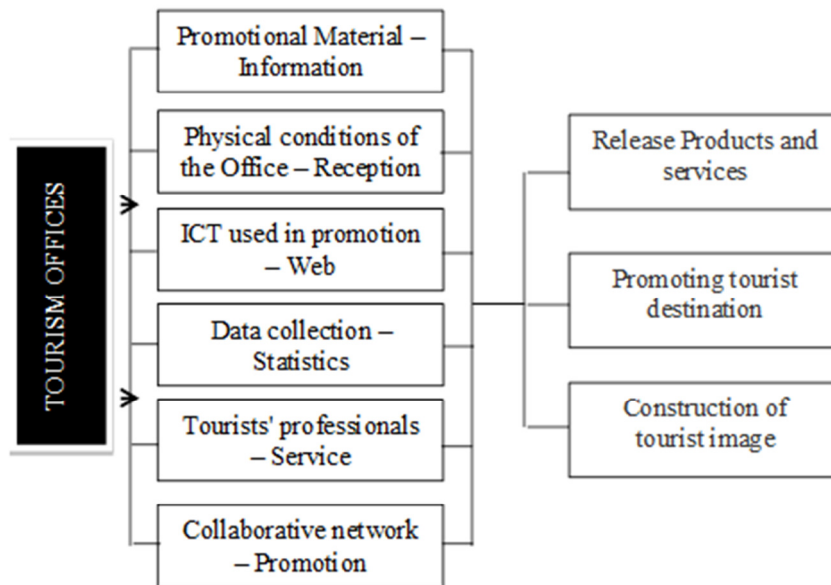 TOURISM OFFICES
Promotional Material –
Information
Physical conditions of
the Office – Reception
ICT used in promotion
– Web
Data collection –
Statistics
Tourists' professionals
– Service
Collaborative network
– Promotion
Release Products and
services
Promoting tourist
destination
Construction of
tourist image